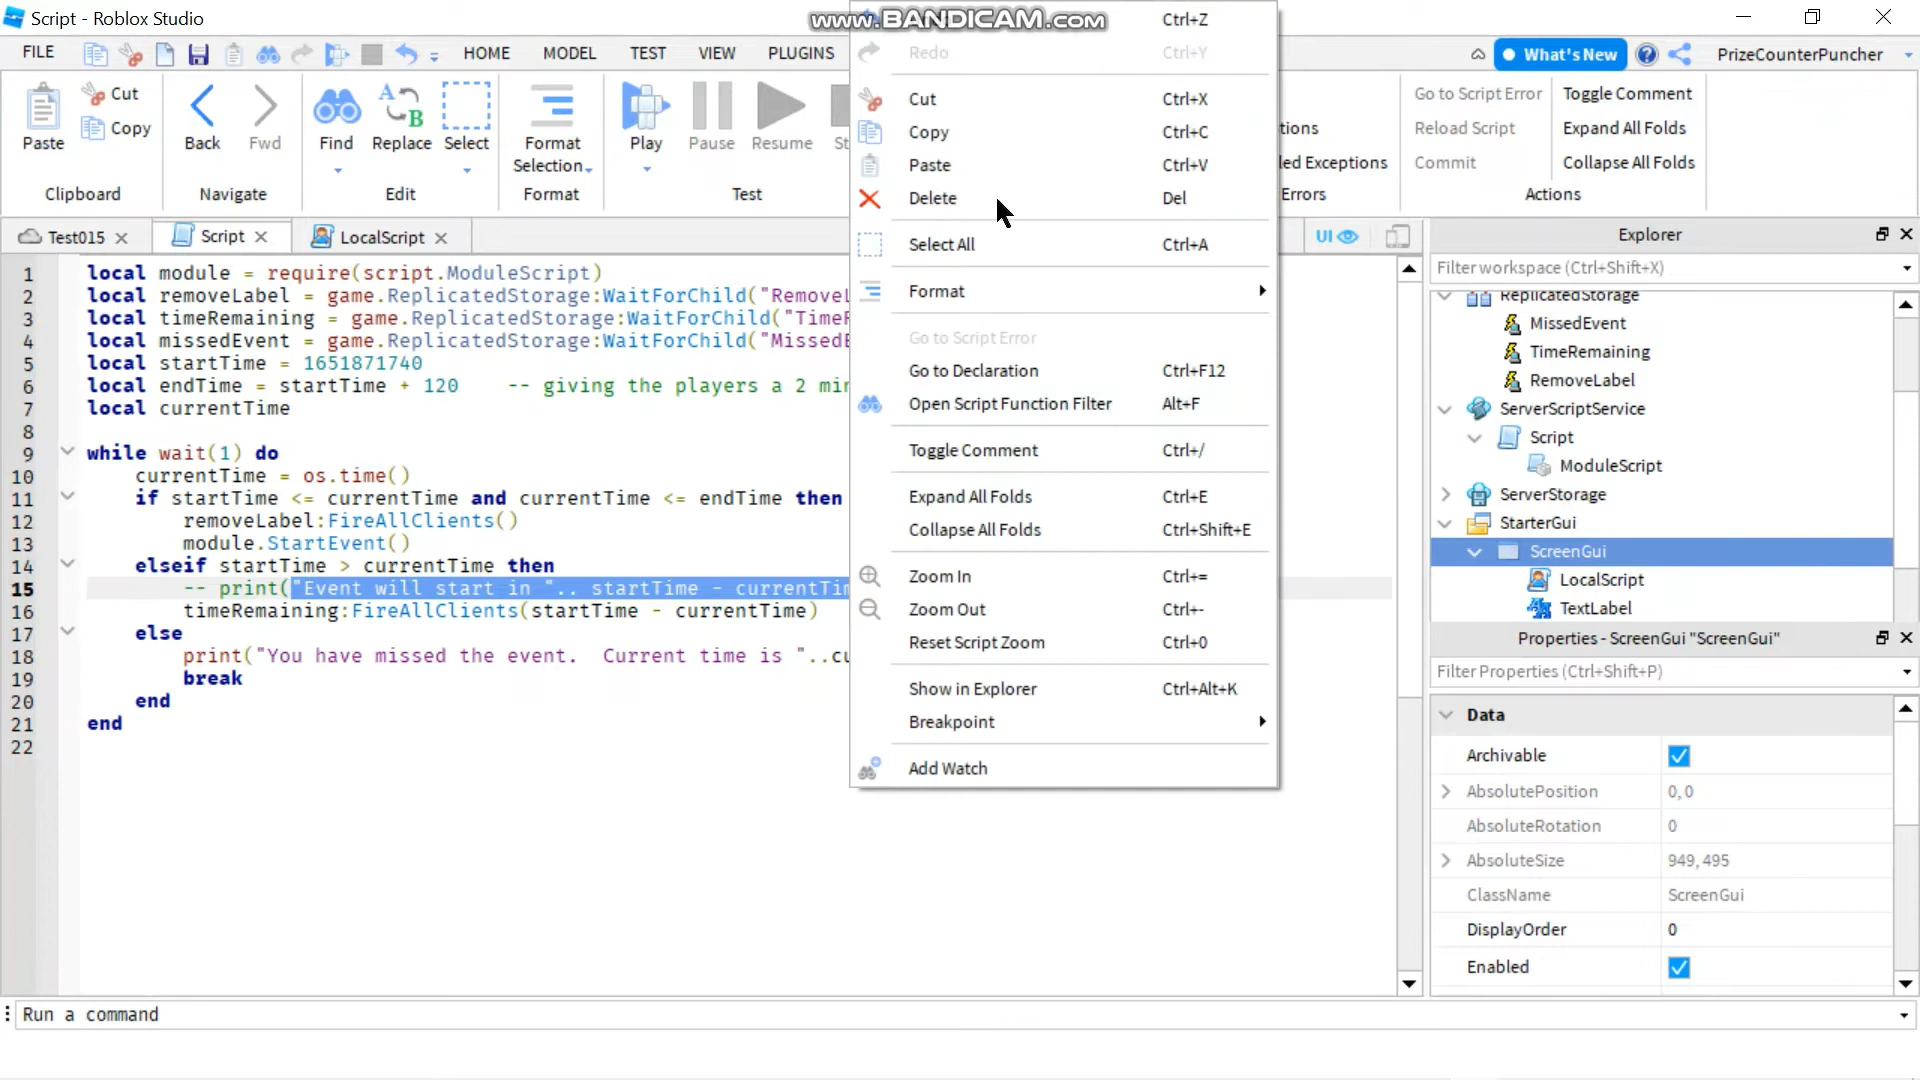 Script - Roblox Studio
www.BANDICAM.com
FILE HOME MODEL TEST VIEW PLUGINS What's New PrizeCounterPuncher
Paste Cut Copy Clipboard
Back Fwd Navigate
Find Replace Select Edit
Format Selection Format
Play Pause Resume St Test
tions
led Exceptions
Errors
Go to Script Error Toggle Comment
Reload Script Expand All Folds
Commit Collapse All Folds
Actions
Test015 Script LocalScript UI
1 local module = require(script.ModuleScript)
2 local removeLabel = game.ReplicatedStorage:WaitForChild("RemoveL
3 local timeRemaining = game.ReplicatedStorage:WaitForChild("TimeR
4 local missedEvent = game.ReplicatedStorage:WaitForChild("MissedE
5 local startTime = 1651871740
6 local endTime = startTime + 120 -- giving the players a 2 min
7 local currentTime
8
9 while wait(1) do
10 currentTime = os.time()
11 if startTime <= currentTime and currentTime <= endTime then
12 removeLabel:FireAllClients()
13 module.StartEvent()
14 elseif startTime > currentTime then
15 -- print("Event will start in ".. startTime - currentTim
16 timeRemaining:FireAllClients(startTime - currentTime)
17 else
18 print("You have missed the event.  Current time is "..cu
19 break
20 end
21 end
22
Ctrl+Z
Redo Ctrl+Y
Cut Ctrl+X
Copy Ctrl+C
Paste Ctrl+V
Delete Del
Select All Ctrl+A
Format
Go to Script Error
Go to Declaration Ctrl+F12
Open Script Function Filter Alt+F
Toggle Comment Ctrl+/
Expand All Folds Ctrl+E
Collapse All Folds Ctrl+Shift+E
Zoom In Ctrl+=
Zoom Out Ctrl+-
Reset Script Zoom Ctrl+0
Show in Explorer Ctrl+Alt+K
Breakpoint
Add Watch
Explorer
Filter workspace (Ctrl+Shift+X)
ReplicatedStorage
MissedEvent
TimeRemaining
RemoveLabel
ServerScriptService
Script
ModuleScript
ServerStorage
StarterGui
ScreenGui
LocalScript
TextLabel
Properties - ScreenGui "ScreenGui"
Filter Properties (Ctrl+Shift+P)
Data
Archivable
AbsolutePosition 0, 0
AbsoluteRotation 0
AbsoluteSize 949, 495
ClassName ScreenGui
DisplayOrder 0
Enabled
Run a command